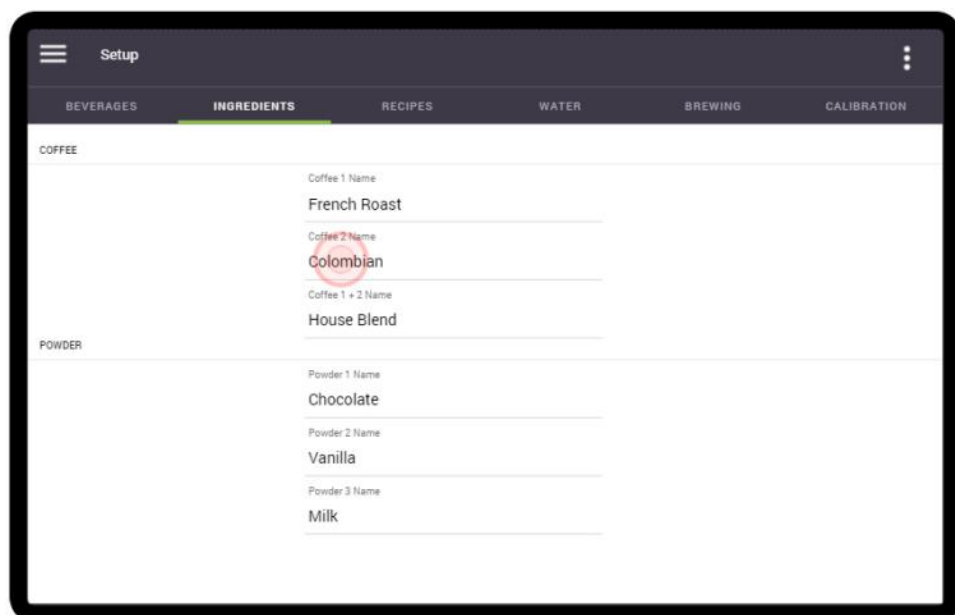 Setup
BEVERAGES INGREDIENTS RECIPES WATER BREWING CALIBRATION
COFFEE
Coffee 1 Name
French Roast
Coffee 2 Name
Colombian
Coffee 1 + 2 Name
House Blend
POWDER
Powder 1 Name
Chocolate
Powder 2 Name
Vanilla
Powder 3 Name
Milk